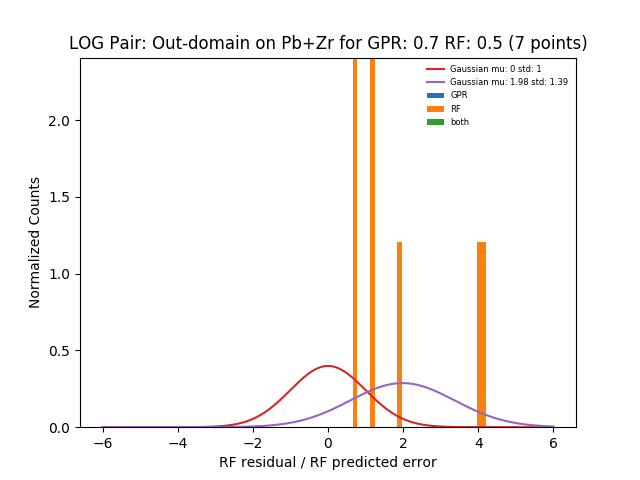 LOG Pair: Out-domain on Pb+Zr for GPR: 0.7 RF: 0.5 (7 points)
Gaussian mu: 0 std: 1
Gaussian mu: 1.98 std: 1.39
GPR
RF
both
Normalized Counts
2.0
1.5
1.0
0.5
0.0
−6
−4
−2
0
2
4
6
RF residual / RF predicted error